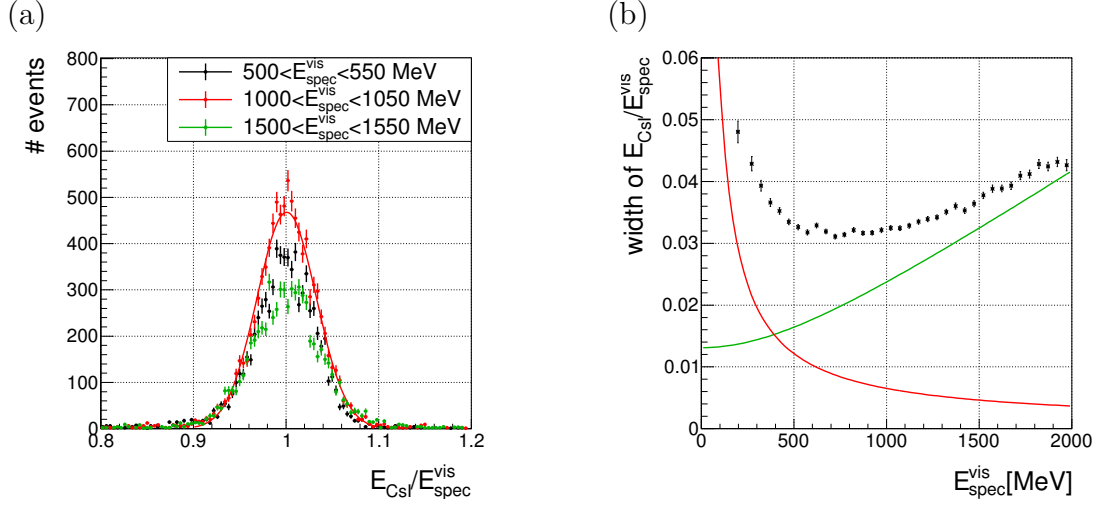 (a)
# events
800
700
600
500
400
300
200
100
0
500<E^vis_spec<550 MeV
1000<E^vis_spec<1050 MeV
1500<E^vis_spec<1550 MeV
0.8 0.9 1 1.1 1.2
E_CsI/E^vis_spec
(b)
width of E_CsI/E^vis_spec
0.06
0.05
0.04
0.03
0.02
0.01
0
0 500 1000 1500 2000
E^vis_spec[MeV]